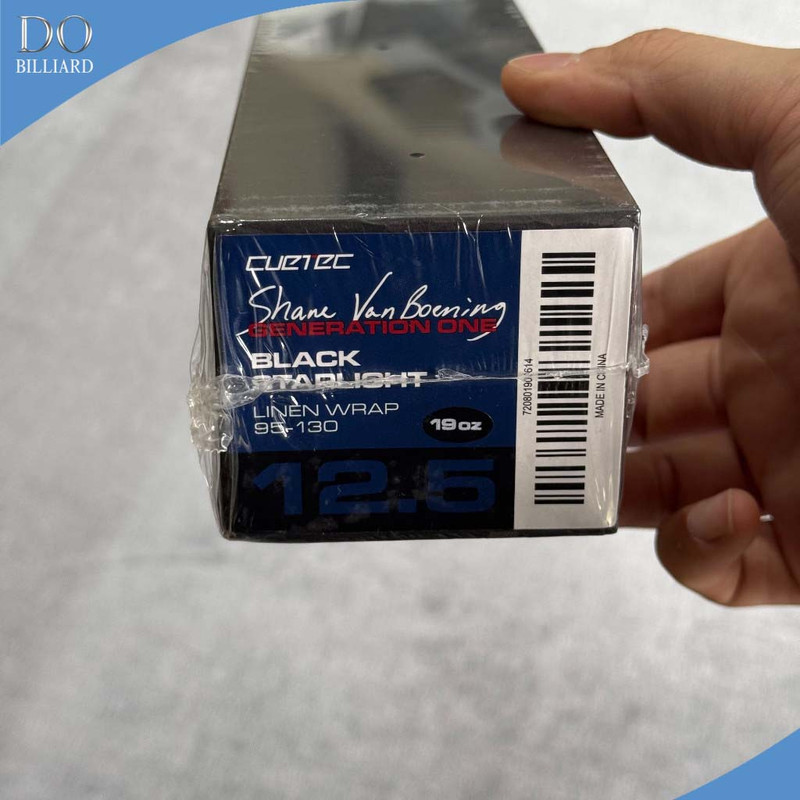 DO
BILLIARD
CUETEC
Shane Van Boening
GENERATION ONE
BLACK
STARLIGHT
LINEN WRAP
95-130
19oz
12.5
MADE IN CHINA